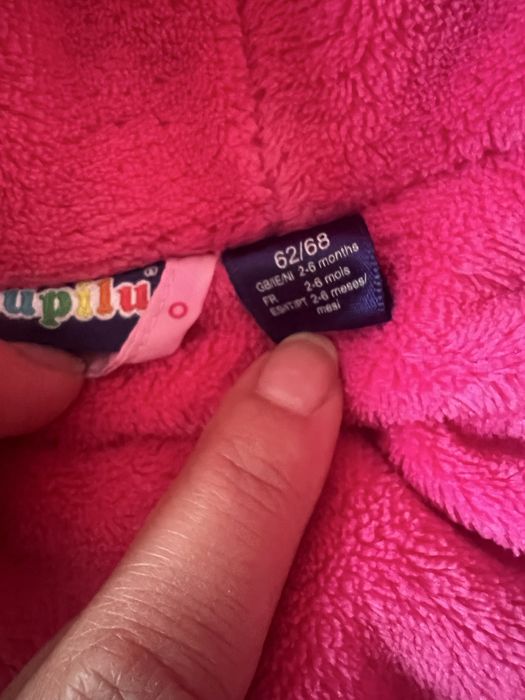 upilu®
62/68
GB/IE/NI 2-6 months
FR 2-6 mois
ES/IT/PT 2-6 meses/
mesi